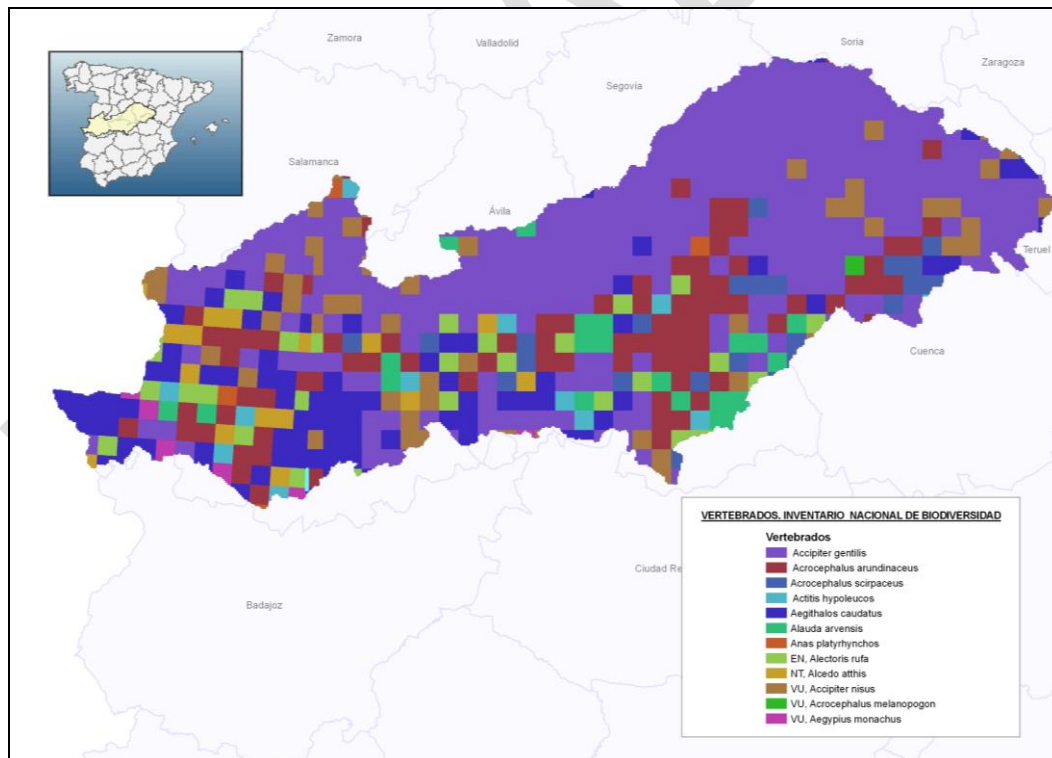 Zamora
Valladolid
Soria
Zaragoza
Segovia
Salamanca
Ávila
Teruel
Cuenca
Ciudad Re
Badajoz
VERTEBRADOS. INVENTARIO NACIONAL DE BIODIVERSIDAD
Vertebrados
Accipiter gentilis
Acrocephalus arundinaceus
Acrocephalus scirpaceus
Actitis hypoleucos
Aegithalos caudatus
Alauda arvensis
Anas platyrhynchos
EN, Alectoris rufa
NT, Alcedo atthis
VU, Accipiter nisus
VU, Acrocephalus melanopogon
VU, Aegypius monachus